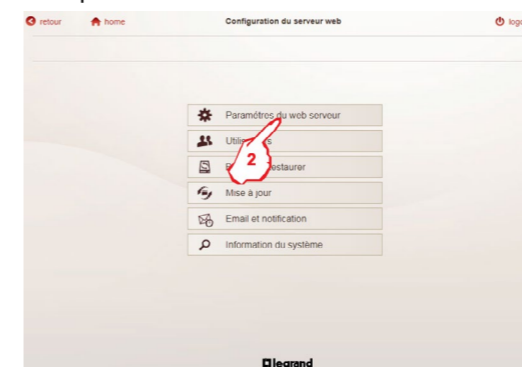 retour home Configuration du serveur web
Paramètres du web serveur
2
Mise à jour
Email et notification
Information du système
legrand